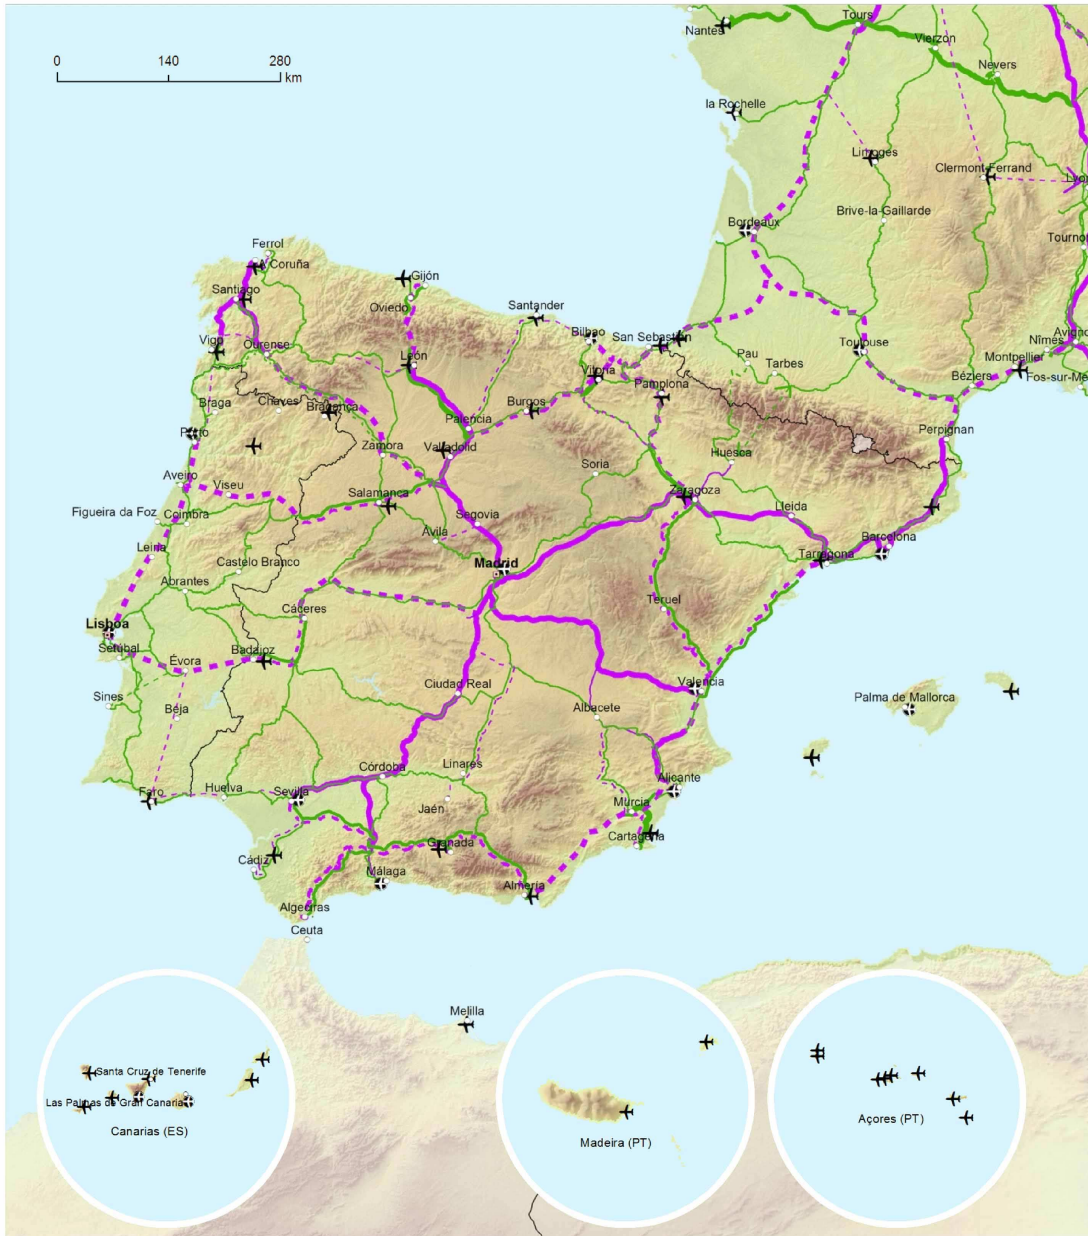 Tours
Nantes
Vierzon
Nevers
0 140 280
km
la Rochelle
Limoges
Clermont-Ferrand
Lyon
Brive-la-Gaillarde
Bordeaux
Tournon
Ferrol
A Coruña
Gijón
Santiago
Oviedo
Santander
Bilbao
San Sebastián
Avigno
Vigo
Ourence
León
Toulouse
Nîmes
Montpellier
Pau
Tarbes
Vitoria
Béziers
Fos-sur-Me
Pamplona
Braga
Chaves
Bragança
Burgos
Palencia
Perpignan
Porto
Zamora
Valladolid
Huesca
Soria
Aveiro
Viseu
Salamanca
Zaragoza
Lleida
Figueira da Foz
Coimbra
Segovia
Ávila
Barcelona
Leiria
Castelo Branco
Madrid
Tarragona
Abrantes
Cáceres
Teruel
Lisboa
Setúbal
Évora
Badajoz
Sines
Beja
Ciudad Real
Valencia
Albacete
Palma de Mallorca
Córdoba
Linares
Faro
Huelva
Sevilla
Jaén
Alicante
Murcia
Cartagena
Granada
Cádiz
Málaga
Almería
Algeciras
Ceuta
Melilla
Santa Cruz de Tenerife
Las Palmas de Gran Canaria
Canarias (ES)
Madeira (PT)
Açores (PT)